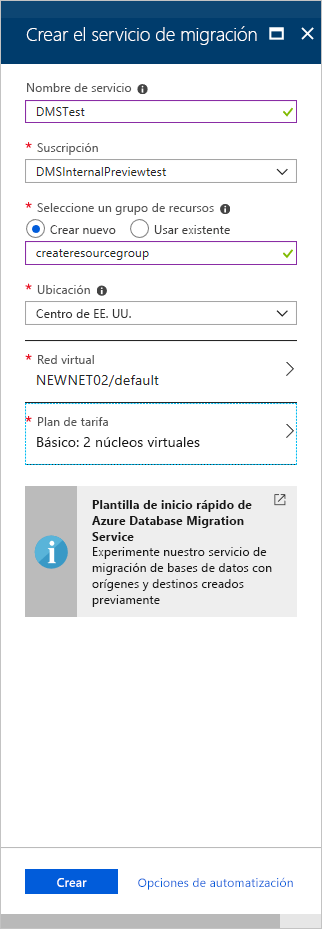 Crear el servicio de migración
Nombre de servicio
DMSTest
* Suscripción
DMSInternalPreviewtest
* Seleccione un grupo de recursos
Crear nuevo Usar existente
createresourcegroup
* Ubicación
Centro de EE. UU.
* Red virtual
NEWNET02/default
* Plan de tarifa
Básico: 2 núcleos virtuales
Plantilla de inicio rápido de
Azure Database Migration
Service
Experimente nuestro servicio de
migración de bases de datos con
orígenes y destinos creados
previamente
Crear Opciones de automatización